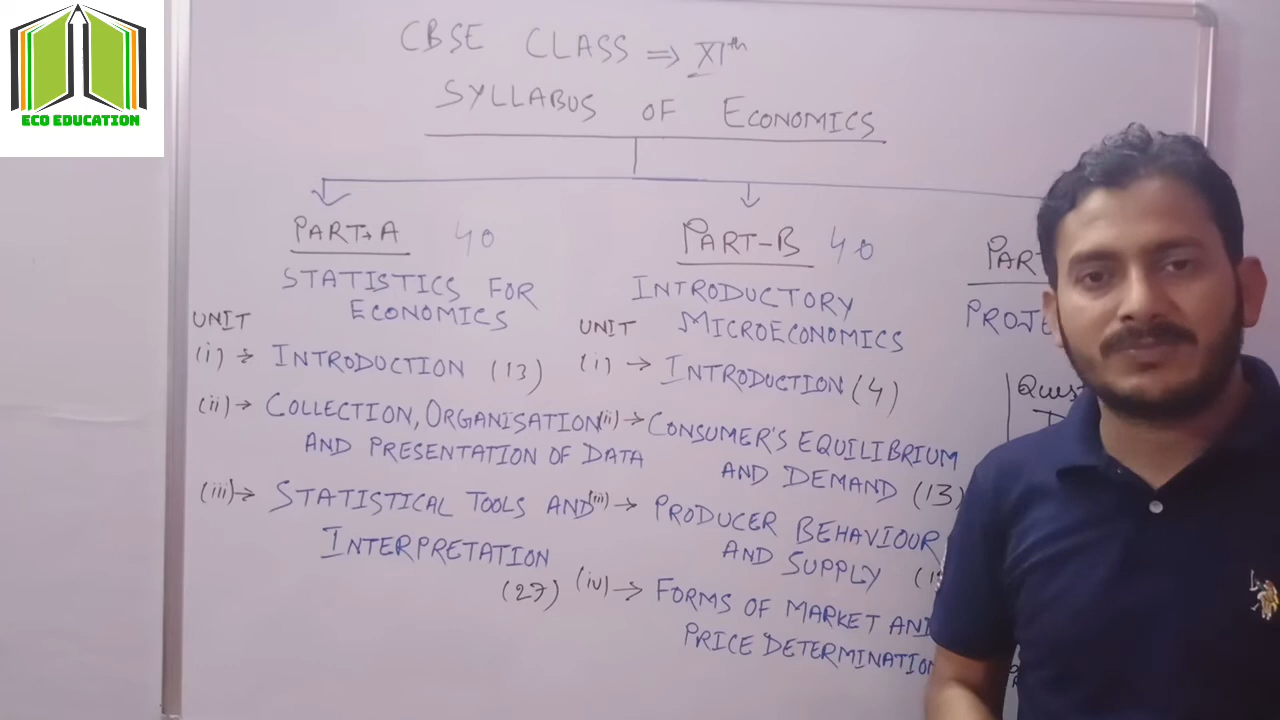 ECO EDUCATION
CBSE CLASS ⇒ XIth
SYLLABUS OF ECONOMICS
PART→A 40
STATISTICS FOR
ECONOMICS
UNIT
(i) → INTRODUCTION (13)
(ii) → COLLECTION, ORGANISATION
AND PRESENTATION OF DATA
(iii) → STATISTICAL TOOLS AND
INTERPRETATION
(27)
PART-B 40
INTRODUCTORY
MICROECONOMICS
UNIT
(i) → INTRODUCTION (4)
(ii) → CONSUMER'S EQUILIBRIUM
AND DEMAND (13)
(iii) → PRODUCER BEHAVIOUR
AND SUPPLY
(iv) → FORMS OF MARKET AND
PRICE DETERMINATION
PART